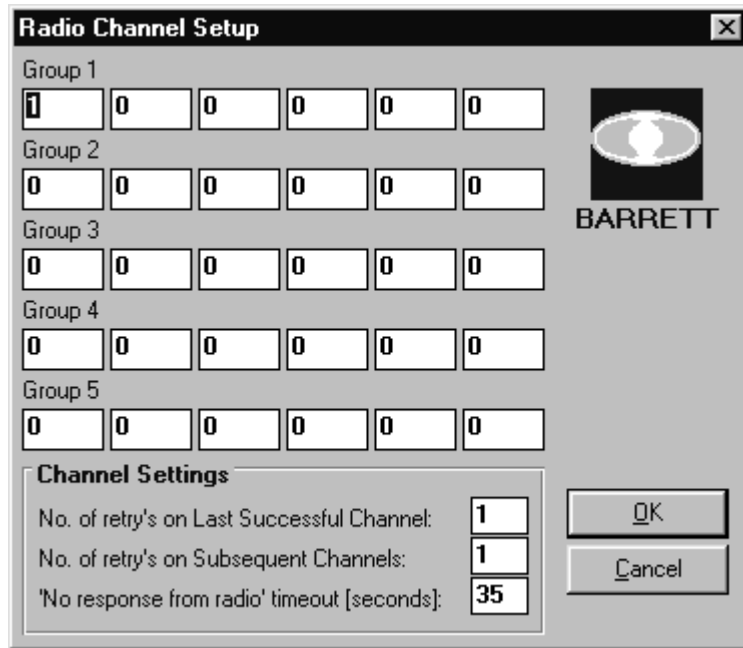 Radio Channel Setup
Group 1
1 0 0 0 0 0
Group 2
0 0 0 0 0 0
Group 3
0 0 0 0 0 0
Group 4
0 0 0 0 0 0
Group 5
0 0 0 0 0 0
BARRETT
Channel Settings
No. of retry's on Last Successful Channel: 1
No. of retry's on Subsequent Channels: 1
'No response from radio' timeout [seconds]: 35
OK
Cancel